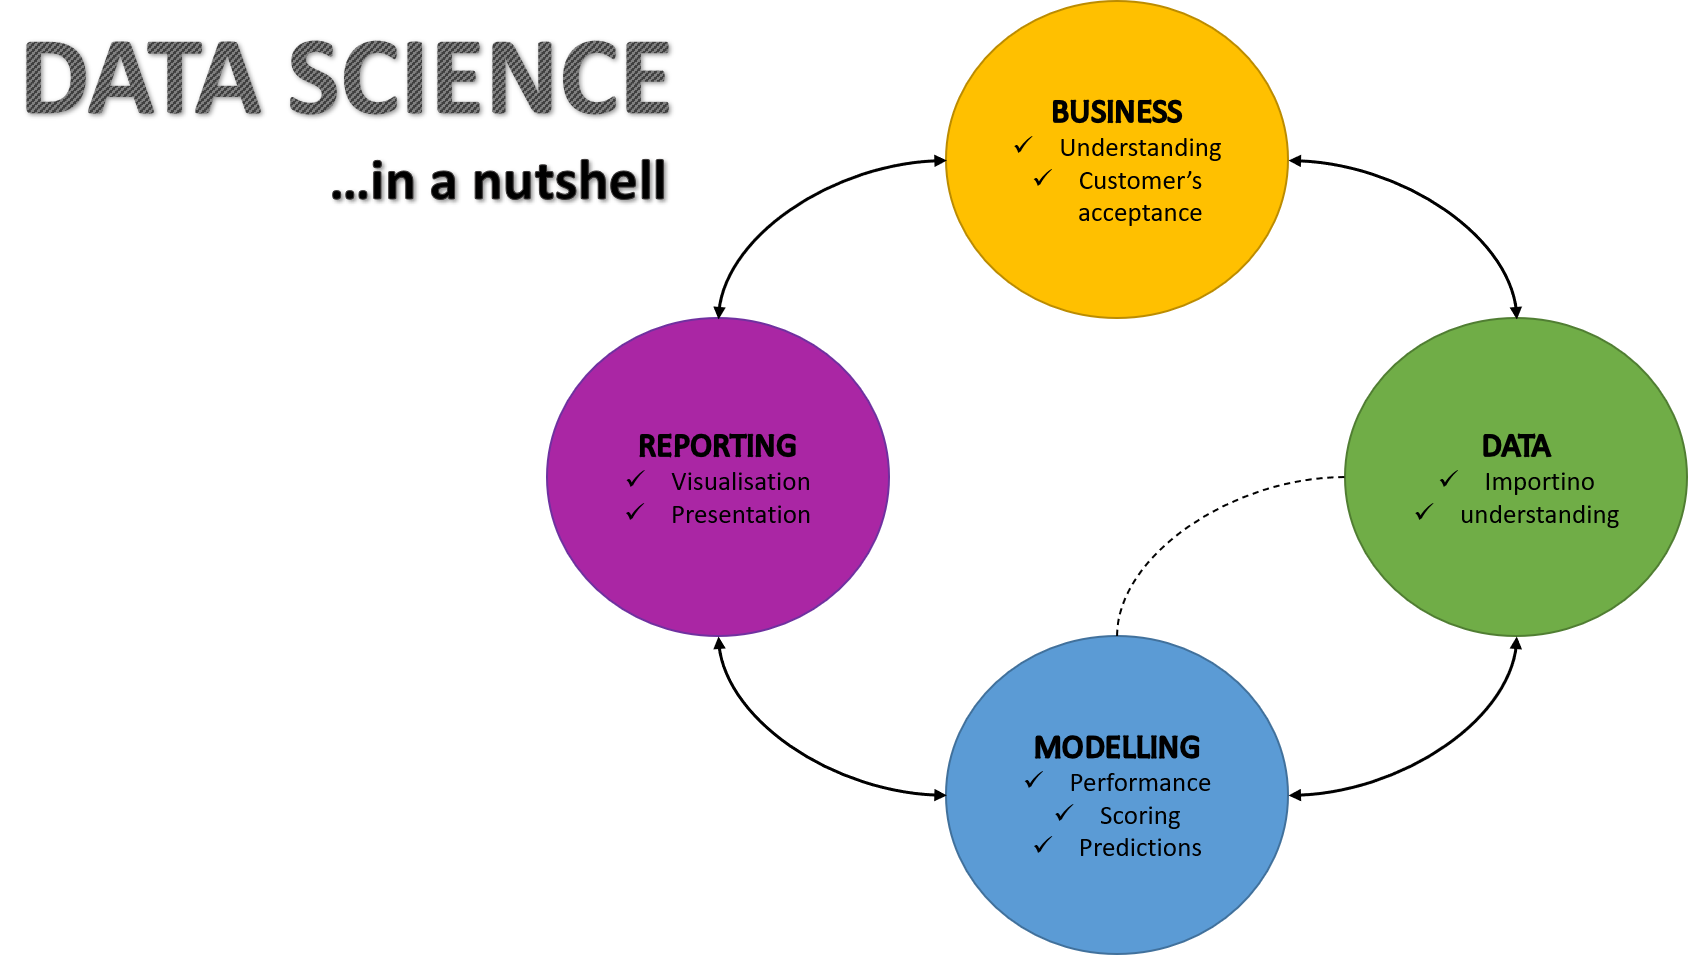 DATA SCIENCE
...in a nutshell
BUSINESS
✓ Understanding
✓ Customer’s
acceptance
REPORTING
✓ Visualisation
✓ Presentation
DATA
✓ Importino
✓ understanding
MODELLING
✓ Performance
✓ Scoring
✓ Predictions